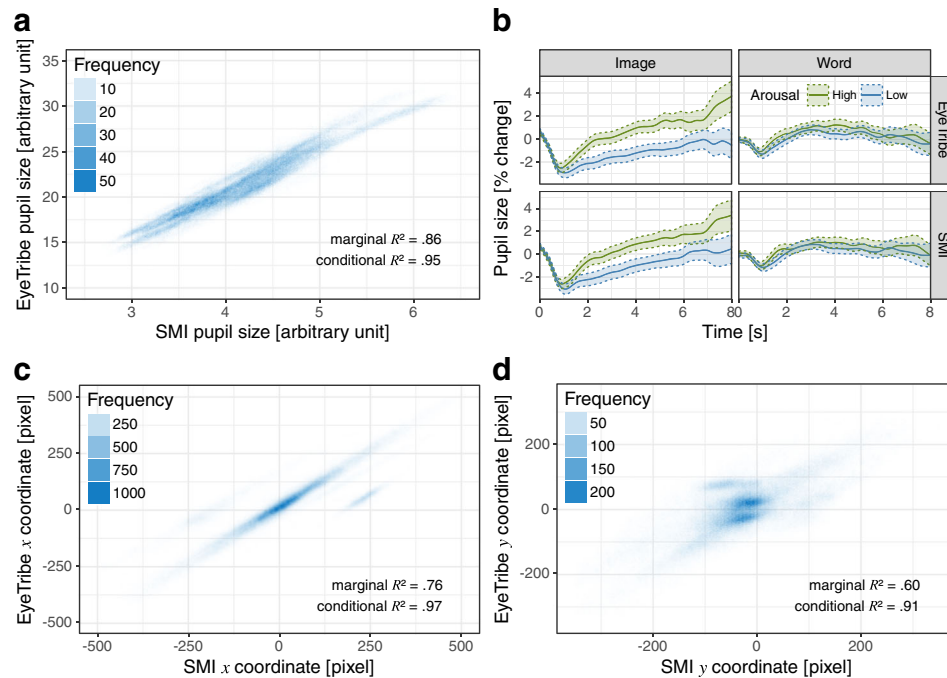 a
EyeTribe pupil size [arbitrary unit]
35
30
25
20
15
10
Frequency
10
20
30
40
50
marginal R² = .86
conditional R² = .95
3
4
5
6
SMI pupil size [arbitrary unit]
b
Image
Word
Arousal
High
Low
Eye Tribe
SMI
Pupil size [% change]
4
2
0
-2
4
2
0
-2
0
2
4
6
8
0
2
4
6
8
Time [s]
c
EyeTribe x coordinate [pixel]
500
250
0
-250
-500
Frequency
250
500
750
1000
marginal R² = .76
conditional R² = .97
-500
-250
0
250
500
SMI x coordinate [pixel]
d
EyeTribe y coordinate [pixel]
200
0
-200
Frequency
50
100
150
200
marginal R² = .60
conditional R² = .91
-200
0
200
SMI y coordinate [pixel]